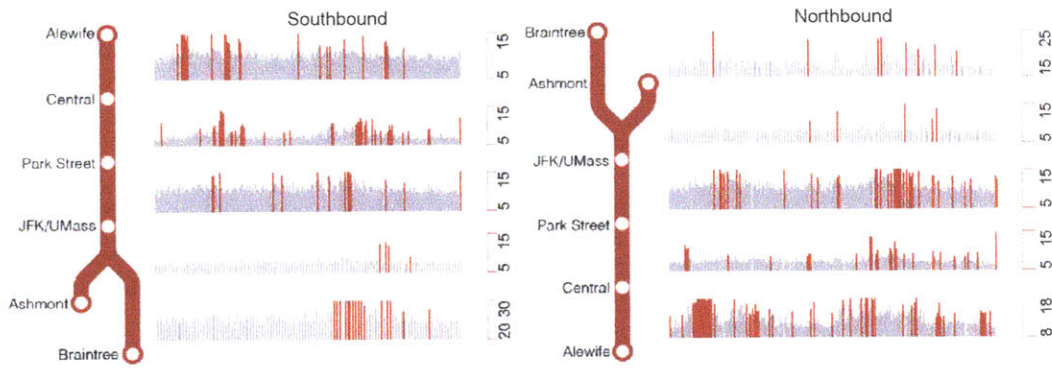 Southbound
Alewife
Central
Park Street
JFK/UMass
Ashmont
Braintree
5 15
5 15
5 15
5 15
20 30
Northbound
Braintree
Ashmont
JFK/UMass
Park Street
Central
Alewife
15 25
5 15
5 15
5 15
8 18